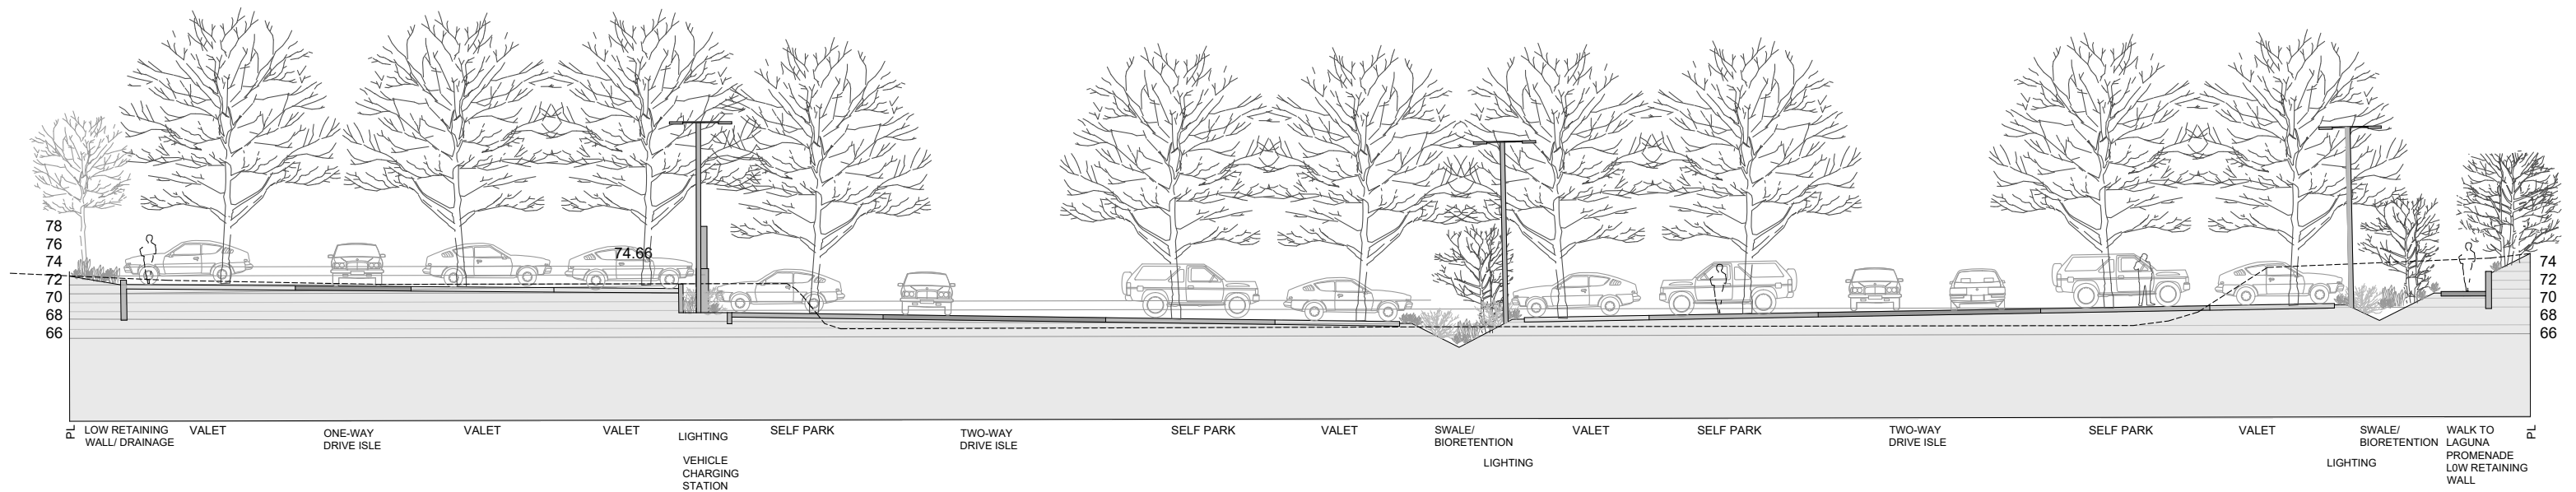 78
76
74
72
70
68
66
74.66
74
72
70
68
66
PL
LOW RETAINING
WALL/ DRAINAGE
VALET
ONE-WAY
DRIVE ISLE
VALET
VALET
LIGHTING
VEHICLE
CHARGING
STATION
SELF PARK
TWO-WAY
DRIVE ISLE
SELF PARK
VALET
SWALE/
BIORETENTION
LIGHTING
VALET
SELF PARK
TWO-WAY
DRIVE ISLE
SELF PARK
VALET
SWALE/
BIORETENTION
LIGHTING
WALK TO
LAGUNA
PROMENADE
L0W RETAINING
WALL
PL